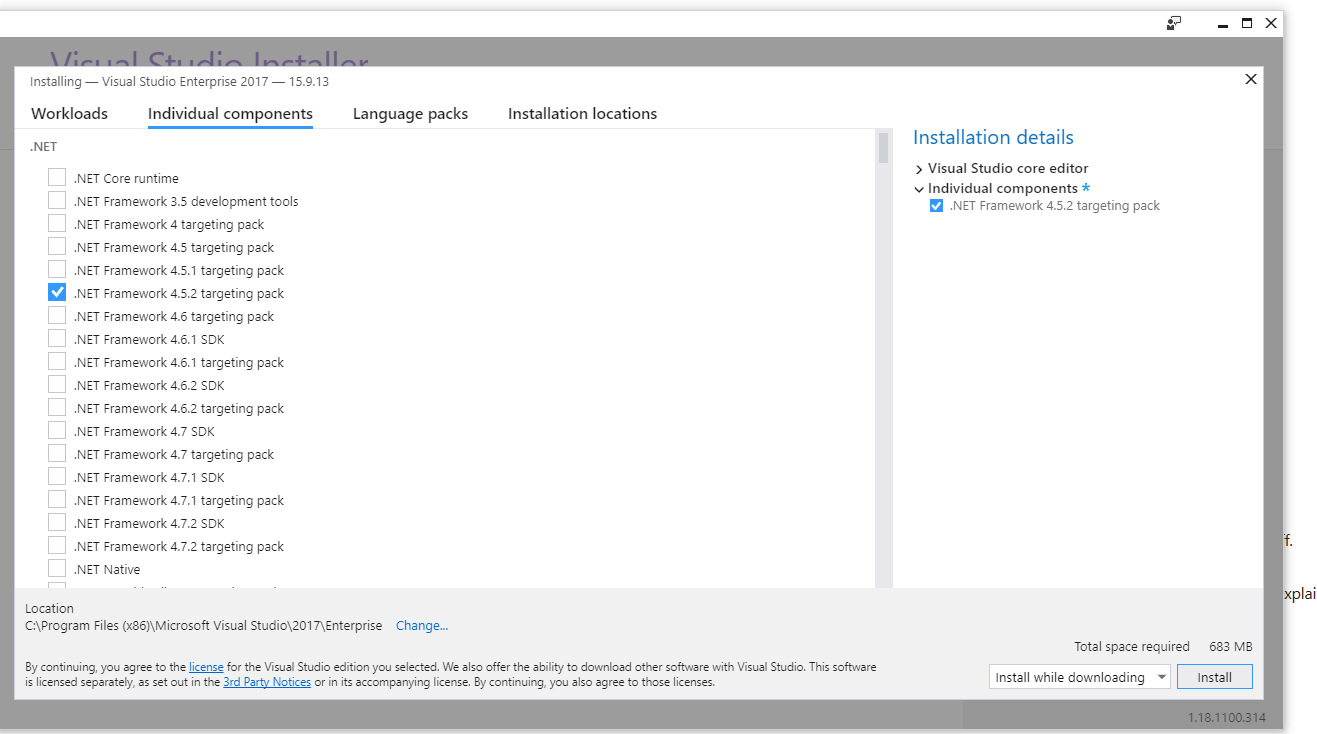 Visual Studio Installer
Installing — Visual Studio Enterprise 2017 — 15.9.13
Workloads Individual components Language packs Installation locations
.NET
.NET Core runtime
.NET Framework 3.5 development tools
.NET Framework 4 targeting pack
.NET Framework 4.5 targeting pack
.NET Framework 4.5.1 targeting pack
.NET Framework 4.5.2 targeting pack
.NET Framework 4.6 targeting pack
.NET Framework 4.6.1 SDK
.NET Framework 4.6.1 targeting pack
.NET Framework 4.6.2 SDK
.NET Framework 4.6.2 targeting pack
.NET Framework 4.7 SDK
.NET Framework 4.7 targeting pack
.NET Framework 4.7.1 SDK
.NET Framework 4.7.1 targeting pack
.NET Framework 4.7.2 SDK
.NET Framework 4.7.2 targeting pack
.NET Native
Installation details
Visual Studio core editor
Individual components *
.NET Framework 4.5.2 targeting pack
Location
C:\Program Files (x86)\Microsoft Visual Studio\2017\Enterprise Change...
By continuing, you agree to the license for the Visual Studio edition you selected. We also offer the ability to download other software with Visual Studio. This software
is licensed separately, as set out in the 3rd Party Notices or in its accompanying license. By continuing, you also agree to those licenses.
Total space required 683 MB
Install while downloading Install
1.18.1100.314
f.
xplai